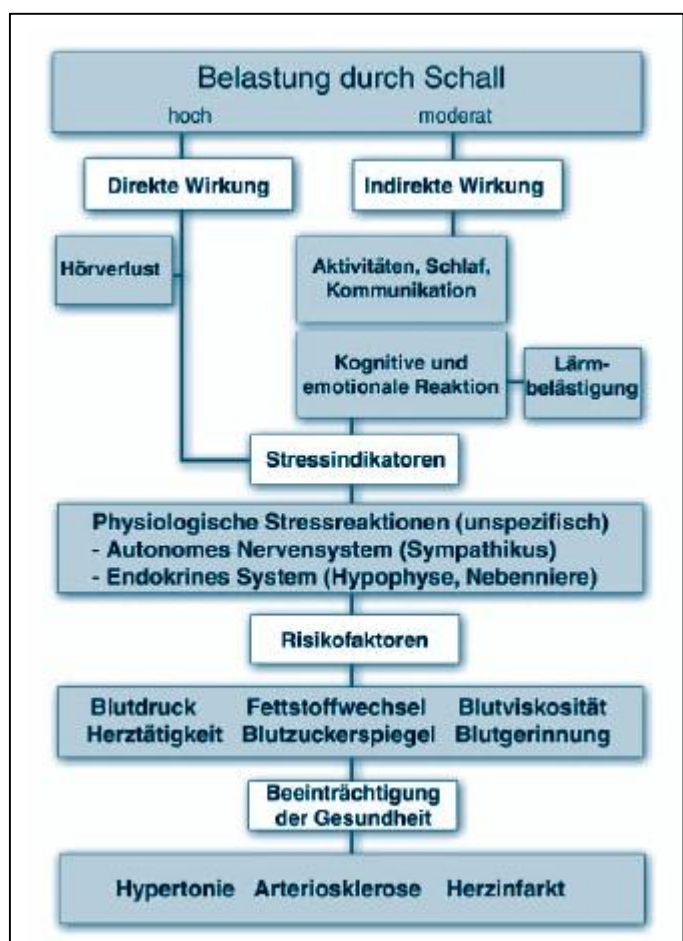 Belastung durch Schall
hoch moderat
Direkte Wirkung
Indirekte Wirkung
Hörverlust
Aktivitäten, Schlaf,
Kommunikation
Kognitive und
emotionale Reaktion
Lärm-
belästigung
Stressindikatoren
Physiologische Stressreaktionen (unspezifisch)
- Autonomes Nervensystem (Sympathikus)
- Endokrines System (Hypophyse, Nebenniere)
Risikofaktoren
Blutdruck Fettstoffwechsel Blutviskosität
Herztätigkeit Blutzuckerspiegel Blutgerinnung
Beeinträchtigung
der Gesundheit
Hypertonie Arteriosklerose Herzinfarkt